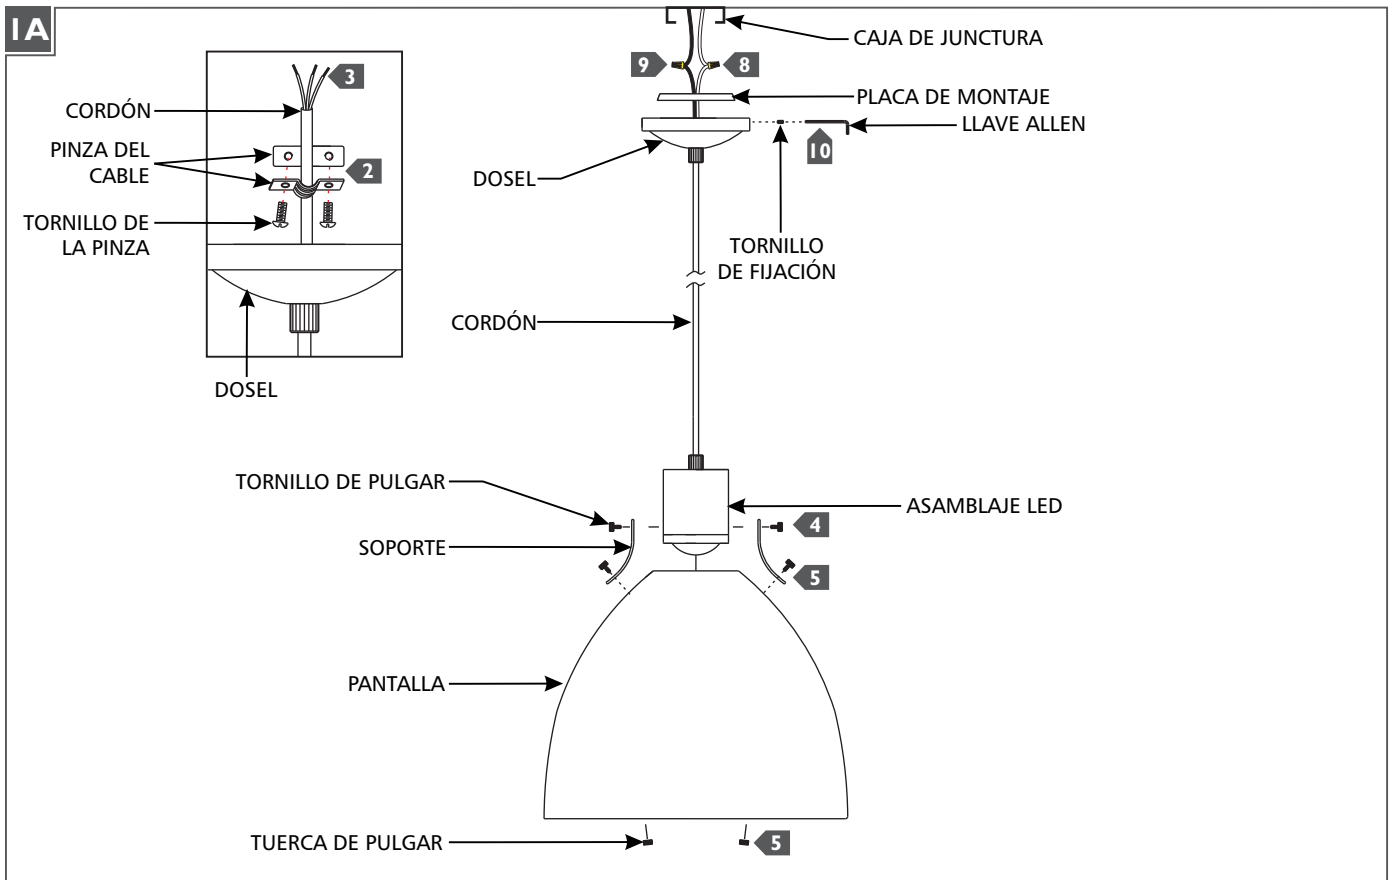 1A
CAJA DE JUNCTURA
9
8
3
CORDÓN
PLACA DE MONTAJE
LLAVE ALLEN
10
PINZA DEL
CABLE
2
DOSEL
TORNILLO DE
LA PINZA
TORNILLO
DE FIJACIÓN
CORDÓN
DOSEL
TORNILLO DE PULGAR
ASAMBLAJE LED
4
SOPORTE
5
PANTALLA
TUERCA DE PULGAR
5